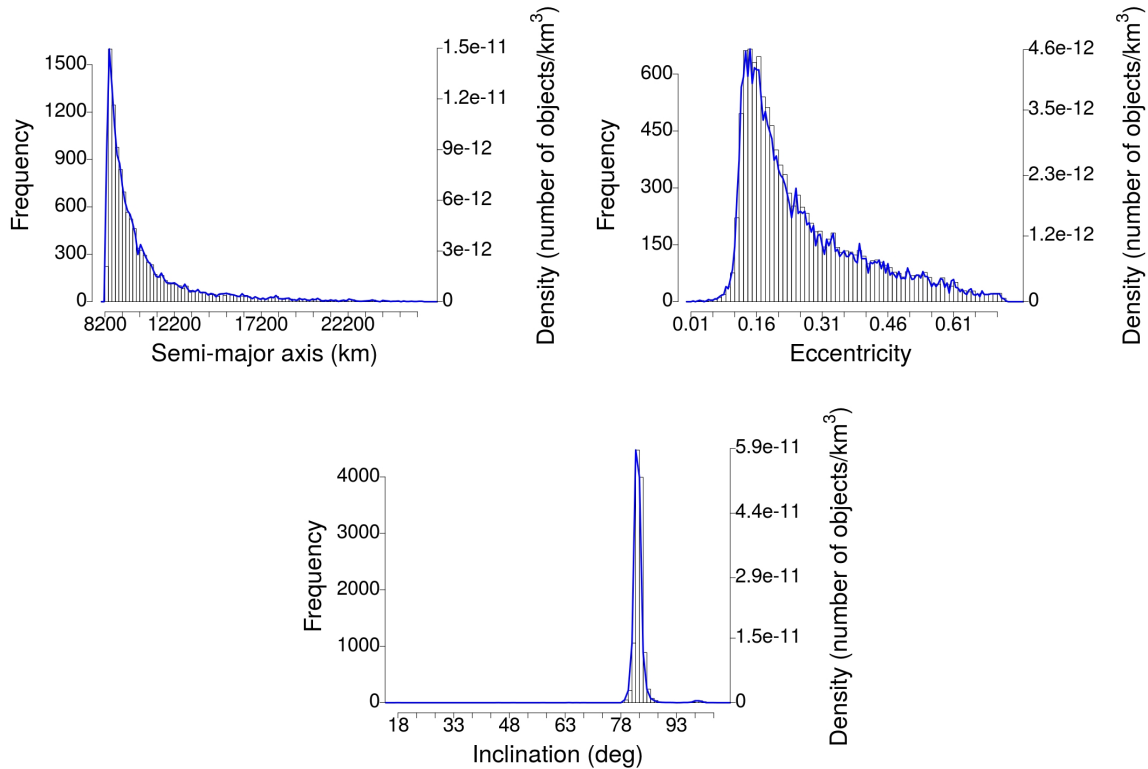 1500
1200
900
600
300
0
Frequency
8200 12200 17200 22200
Semi-major axis (km)
1.5e-11
1.2e-11
9e-12
6e-12
3e-12
0
Density (number of objects/km³)
600
450
300
150
0
Frequency
0.01 0.16 0.31 0.46 0.61
Eccentricity
4.6e-12
3.5e-12
2.3e-12
1.2e-12
0
Density (number of objects/km³)
4000
3000
2000
1000
0
Frequency
18 33 48 63 78 93
Inclination (deg)
5.9e-11
4.4e-11
2.9e-11
1.5e-11
0
Density (number of objects/km³)